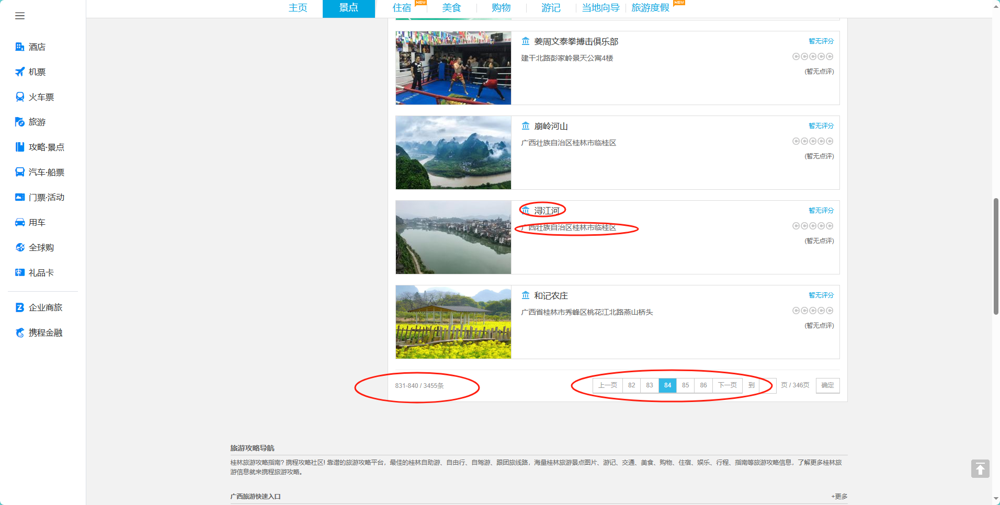 主页
景点
住宿
NEW
美食
购物
游记
当地向导
旅游度假
NEW
酒店
机票
火车票
旅游
攻略·景点
汽车·船票
门票·活动
用车
全球购
礼品卡
企业商旅
携程金融
姜周文泰拳搏击俱乐部
暂无评分
建干北路彭家岭景天公寓4楼
(暂无点评)
崩岭河山
暂无评分
广西壮族自治区桂林市临桂区
(暂无点评)
浔江河
暂无评分
广西壮族自治区桂林市临桂区
(暂无点评)
和记农庄
暂无评分
广西省桂林市秀峰区桃花江北路燕山桥头
(暂无点评)
831-840 / 3455条
上一页 82 83 84 85 86 下一页 到 页 / 346页 确定
旅游攻略导航
桂林旅游攻略指南? 携程攻略社区! 靠谱的旅游攻略平台，最佳的桂林自助游、自由行、自驾游、跟团旅线路，海量桂林旅游景点图片、游记、交通、美食、购物、住宿、娱乐、行程、指南等旅游攻略信息，了解更多桂林旅
游信息就来携程旅游攻略。
广西旅游快速入口
+更多